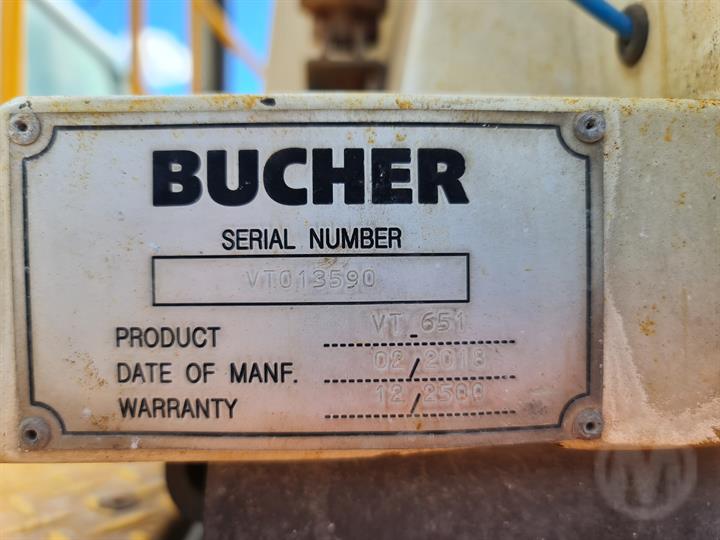 BUCHER
SERIAL NUMBER
VT013590
PRODUCT VT 651
DATE OF MANF. 02/2018
WARRANTY 12/2500
M